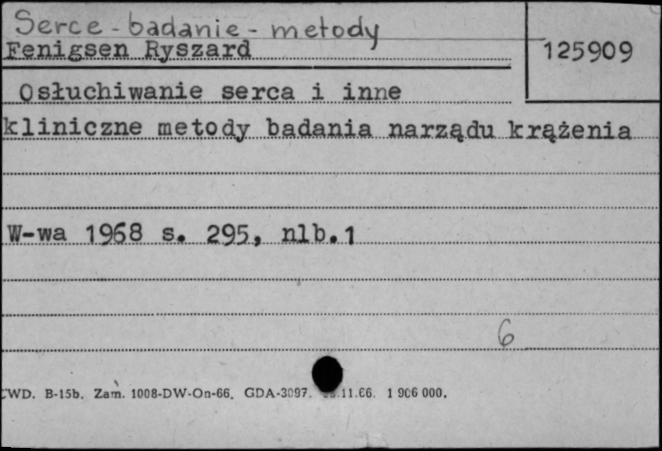 Serce - badanie - metody
Fenigsen Ryszard
125909
Osłuchiwanie serca i inne
kliniczne metody badania narządu krążenia
W-wa 1968 s. 295, nlb.1
6
CWD. B-15b. Zam. 1008-DW-On-66. GDA-3097. .11.66. 1 906 000.